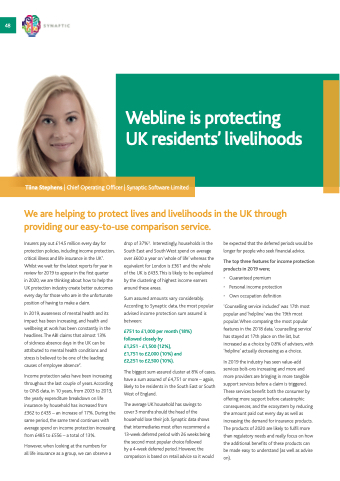 48
SYNAPTIC
Webline is protecting
UK residents' livelihoods
Tiina Stephens | Chief Operating Officer | Synaptic Software Limited
We are helping to protect lives and livelihoods in the UK through
providing our easy-to-use comparison service.
Insurers pay out £14.5 million every day for
protection policies, including income protection,
critical illness and life insurance in the UK¹.
Whilst we wait for the latest reports for year in
review for 2019 to appear in the first quarter
in 2020, we are thinking about how to help the
UK protection industry create better outcomes
every day for those who are in the unfortunate
position of having to make a claim.
In 2019, awareness of mental health and its
impact has been increasing, and health and
wellbeing at work has been constantly in the
headlines. The ABI claims that almost 13%
of sickness absence days in the UK can be
attributed to mental health conditions and
stress is believed to be one of the leading
causes of employee absence².
Income protection sales have been increasing
throughout the last couple of years. According
to ONS data, in 10 years, from 2003 to 2013,
the yearly expenditure breakdown on life
insurance by household has increased from
£362 to £435 – an increase of 17%. During the
same period, the same trend continues with
average spend on income protection increasing
from £485 to £556 – a total of 13%.
However, when looking at the numbers for
all life insurance as a group, we can observe a
drop of 37%³. Interestingly, households in the
South East and South West spend on average
over £600 a year on 'whole of life' whereas the
equivalent for London is £361 and the whole
of the UK is £435. This is likely to be explained
by the clustering of highest income earners
around these areas.
Sum assured amounts vary considerably.
According to Synaptic data, the most popular
advised income protection sum assured is
between:
£751 to £1,000 per month (18%)
followed closely by
£1,251 - £1,500 (12%),
£1,751 to £2,000 (10%) and
£2,251 to £2,500 (10%).
The biggest sum assured cluster at 8% of cases,
have a sum assured of £4,751 or more – again,
likely to be residents in the South East or South
West of England.
The average UK household has savings to
cover 3 months should the head of the
household lose their job. Synaptic data shows
that intermediaries most often recommend a
13-week deferred period with 26 weeks being
the second most popular choice followed
by a 4-week deferred period. However, the
comparison is based on retail advice so it would
be expected that the deferred periods would be
longer for people who seek financial advice.
The top three features for income protection
products in 2019 were;
• Guaranteed premium
• Personal income protection
• Own occupation definition
'Counselling service included' was 17th most
popular and 'helpline' was the 19th most
popular. When comparing the most popular
features in the 2018 data, 'counselling service'
has stayed at 17th place on the list, but
increased as a choice by 0.8% of advisers, with
'helpline' actually decreasing as a choice.
In 2019 the industry has seen value-add
services bolt-ons increasing and more and
more providers are bringing in more tangible
support services before a claim is triggered.
These services benefit both the consumer by
offering more support before catastrophic
consequences, and the ecosystem by reducing
the amount paid out every day as well as
increasing the demand for insurance products.
The products of 2020 are likely to fulfil more
than regulatory needs and really focus on how
the additional benefits of these products can
be made easy to understand (as well as advise
on).